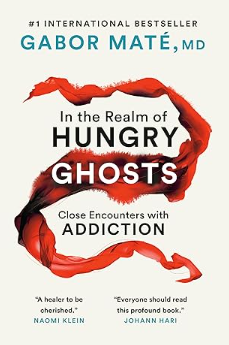 #1 INTERNATIONAL BESTSELLER
GABOR MATÉ, MD
In the Realm of
HUNGRY
GHOSTS
Close Encounters with
ADDICTION
"A healer to be
cherished."
NAOMI KLEIN
"Everyone should read
this profound book."
JOHANN HARI